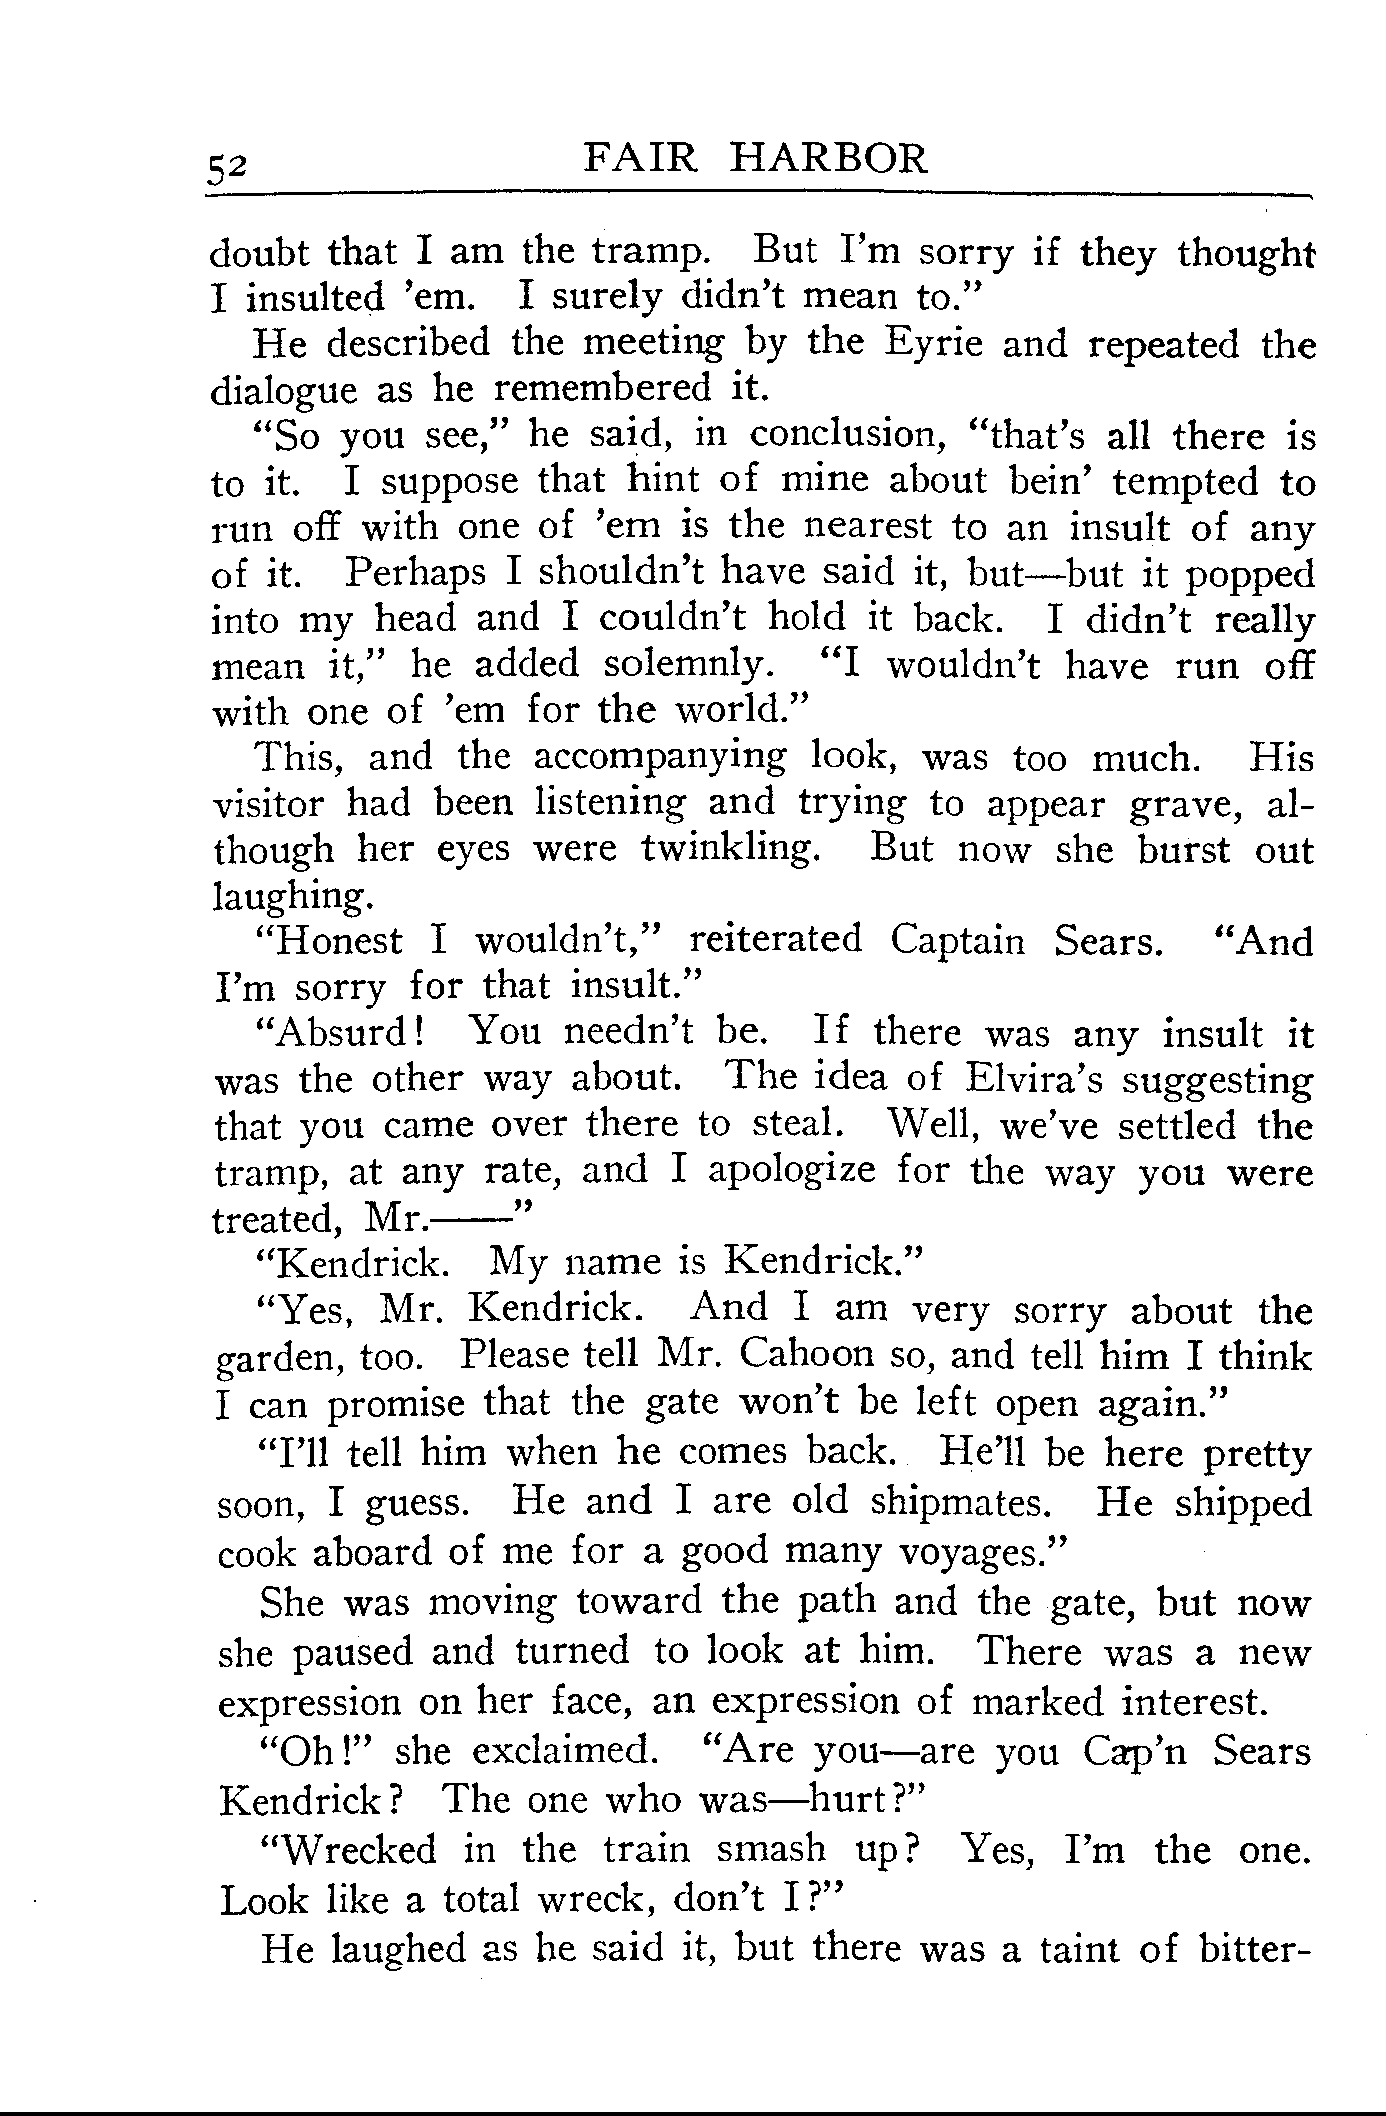 52 FAIR HARBOR
doubt that I am the tramp. But I'm sorry if they thought
I insulted 'em. I surely didn't mean to."
He described the meeting by the Eyrie and repeated the
dialogue as he remembered it.
"So you see," he said, in conclusion, "that's all there is
to it. I suppose that hint of mine about bein' tempted to
run off with one of 'em is the nearest to an insult of any
of it. Perhaps I shouldn't have said it, but—but it popped
into my head and I couldn't hold it back. I didn't really
mean it," he added solemnly. "I wouldn't have run off
with one of 'em for the world."
This, and the accompanying look, was too much. His
visitor had been listening and trying to appear grave, al-
though her eyes were twinkling. But now she burst out
laughing.
"Honest I wouldn't," reiterated Captain Sears. "And
I'm sorry for that insult."
"Absurd! You needn't be. If there was any insult it
was the other way about. The idea of Elvira's suggesting
that you came over there to steal. Well, we've settled the
tramp, at any rate, and I apologize for the way you were
treated, Mr.——"
"Kendrick. My name is Kendrick."
"Yes, Mr. Kendrick. And I am very sorry about the
garden, too. Please tell Mr. Cahoon so, and tell him I think
I can promise that the gate won't be left open again."
"I'll tell him when he comes back. He'll be here pretty
soon, I guess. He and I are old shipmates. He shipped
cook aboard of me for a good many voyages."
She was moving toward the path and the gate, but now
she paused and turned to look at him. There was a new
expression on her face, an expression of marked interest.
"Oh!" she exclaimed. "Are you—are you Cap'n Sears
Kendrick? The one who was—hurt?"
"Wrecked in the train smash up? Yes, I'm the one.
Look like a total wreck, don't I?"
He laughed as he said it, but there was a taint of bitter-